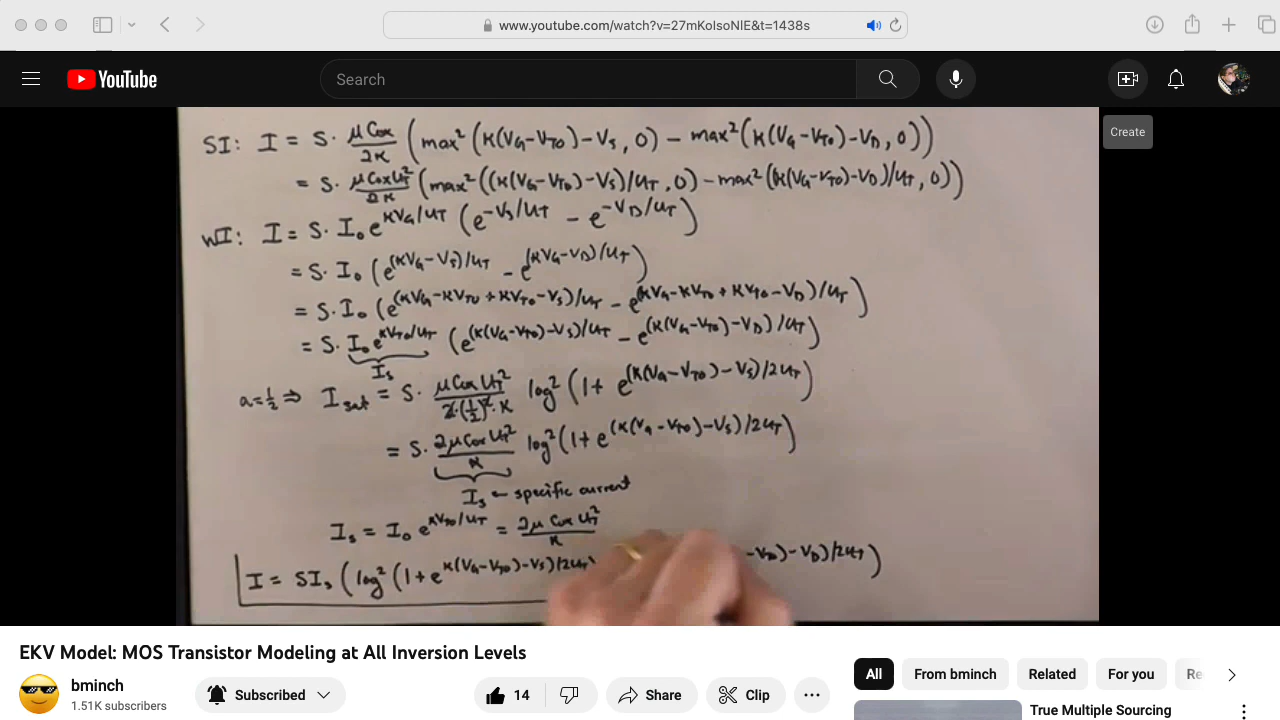 www.youtube.com/watch?v=27mKoIsoNIE&t=1438s
YouTube
Search
Create
SI: I = S · μCox/2κ (max²(κ(VG−VT0)−VS, 0) − max²(κ(VG−VT0)−VD, 0))
= S · μCoxUT²/2κ (max²((κ(VG−VT0)−VS)/UT, 0) − max²(κ(VG−VT0)−VD)/UT, 0))
WI: I = S · I0 e^κVG/UT (e^−VS/UT − e^−VD/UT)
= S · I0 (e^(κVG−VS)/UT − e^(κVG−VD)/UT)
= S · I0 (e^(κVG−κVT0+κVT0−VS)/UT − e^(κVG−κVT0+κVT0−VD)/UT)
= S · I0 e^κVT0/UT (e^(κ(VG−VT0)−VS)/UT − e^(κ(VG−VT0)−VD)/UT)
Is
a=½ ⇒ Isat = S · μCoxUT²/2·(½)²·κ log²(1+e^(κ(VG−VT0)−VS)/2UT)
= S · 2μCoxUT²/κ log²(1+e^(κ(VG−VT0)−VS)/2UT)
Is ← specific current
Is = I0 e^κVT0/UT = 2μCoxUT²/κ
I = SIs (log²(1+e^κ(VG−VT0)−VS)/2UT) −VT0)−VD)/2UT)
EKV Model: MOS Transistor Modeling at All Inversion Levels
bminch
1.51K subscribers
Subscribed
14
Share
Clip
All
From bminch
Related
For you
Re
True Multiple Sourcing